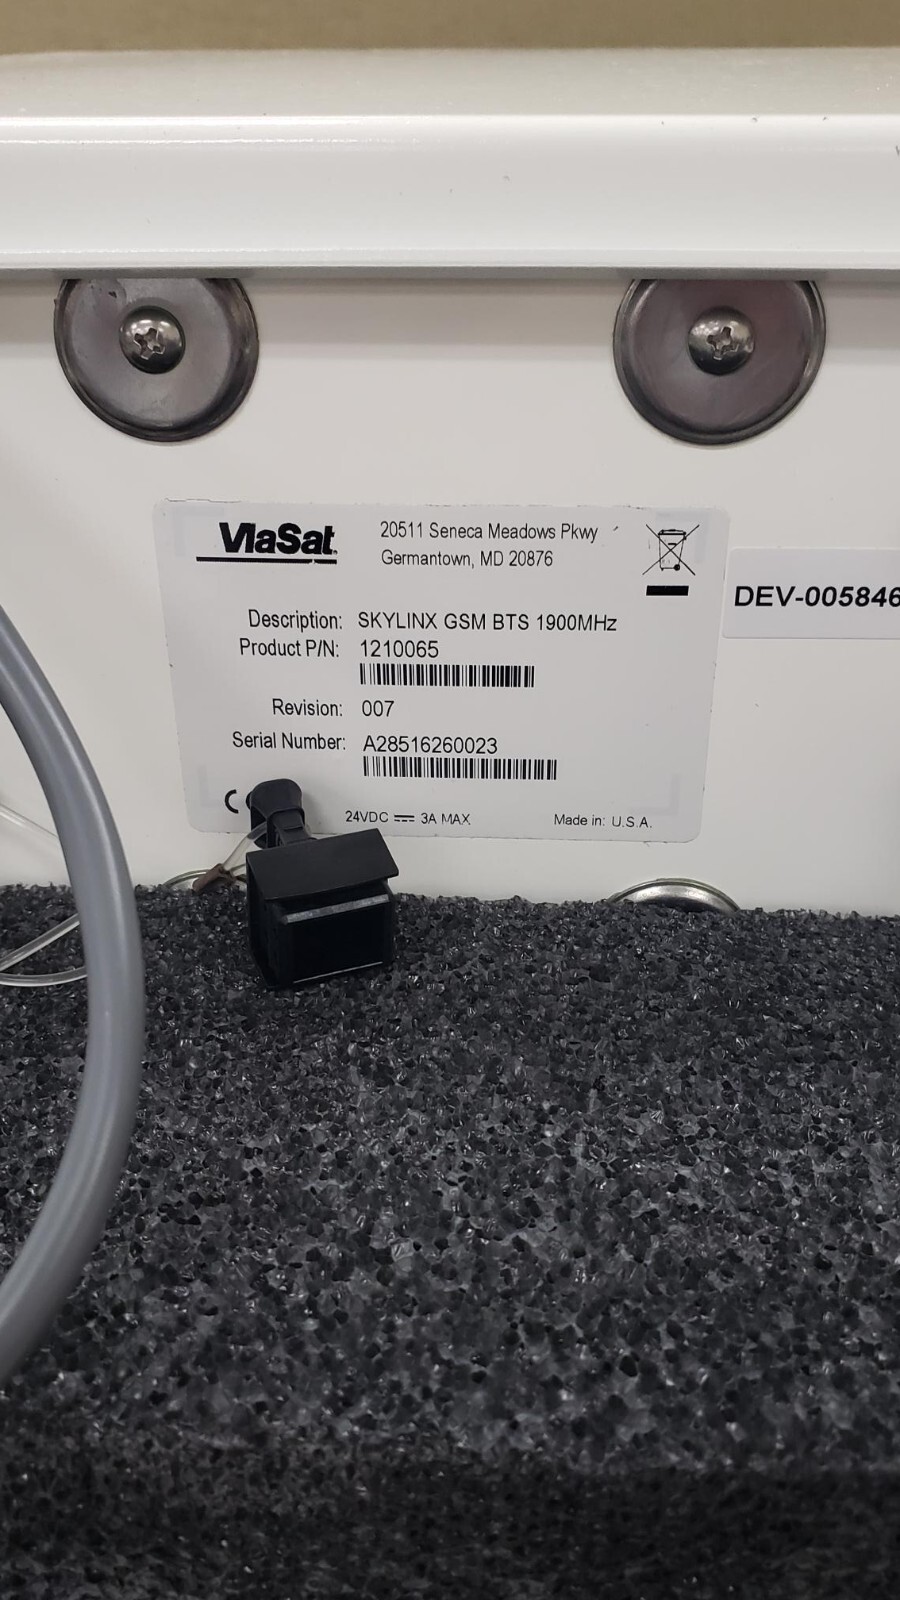 ViaSat
20511 Seneca Meadows Pkwy
Germantown, MD 20876
DEV-005846
Description: SKYLINX GSM BTS 1900MHz
Product P/N: 1210065
Revision: 007
Serial Number: A28516260023
24VDC ⎓ 3A MAX
Made in: U.S.A.